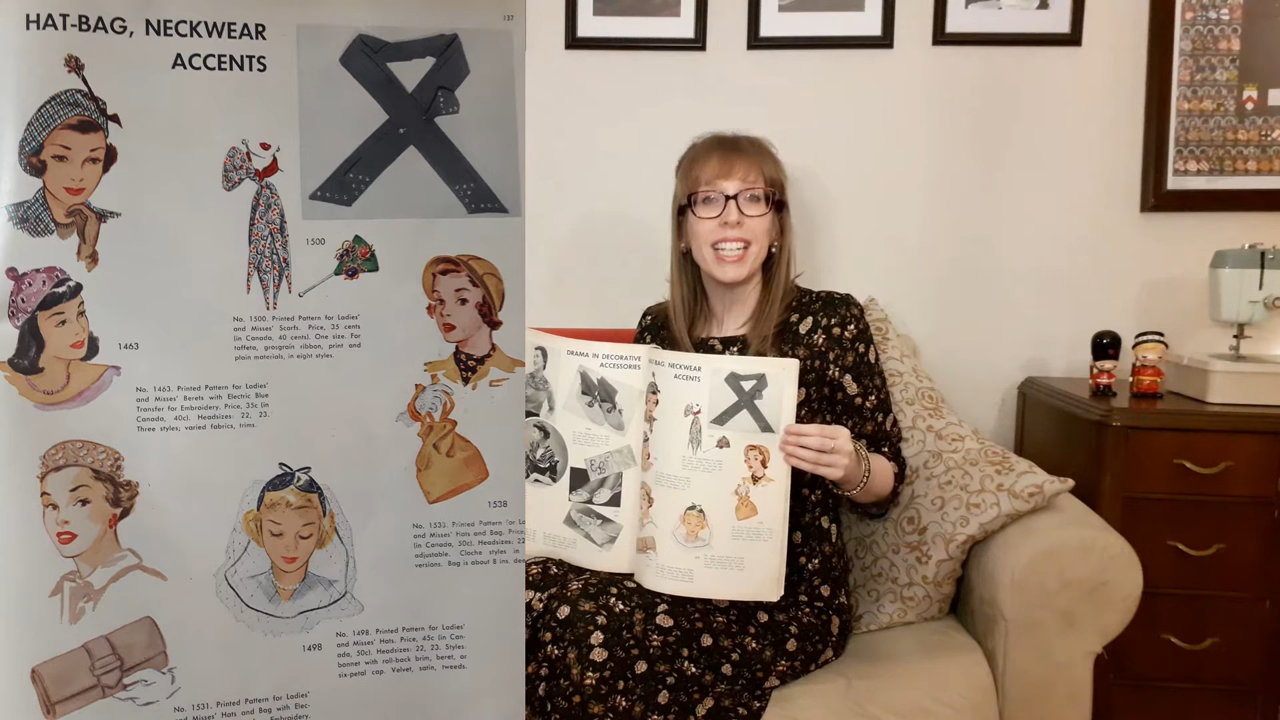 137
HAT-BAG, NECKWEAR
ACCENTS
1500
No. 1500. Printed Pattern for Ladies'
and Misses' Scarfs. Price, 35 cents
(in Canada, 40 cents). One size. For
taffeta, grosgrain ribbon, print and
plain materials, in eight styles.
1463
No. 1463. Printed Pattern for Ladies'
and Misses' Berets with Electric Blue
Transfer for Embroidery. Price, 35c (in
Canada, 40c). Headsizes: 22, 23.
Three styles; varied fabrics, trims.
1538
No. 1533. Printed Pattern for La
and Misses' Hats and Bag. Price
(in Canada, 50c). Headsizes: 22
adjustable. Cloche styles in
versions. Bag is about 8 ins. de
1498
No. 1498. Printed Pattern for Ladies'
and Misses' Hats. Price, 45c (in Can-
ada, 50c). Headsizes: 22, 23. Styles:
bonnet with roll-back brim, beret, or
six-petal cap. Velvet, satin, tweeds.
No. 1531. Printed Pattern for Ladies'
and Misses' Hats and Bag with Elec-
Embroidery.
DRAMA IN DECORATIVE
ACCESSORIES
HAT-BAG, NECKWEAR
ACCENTS